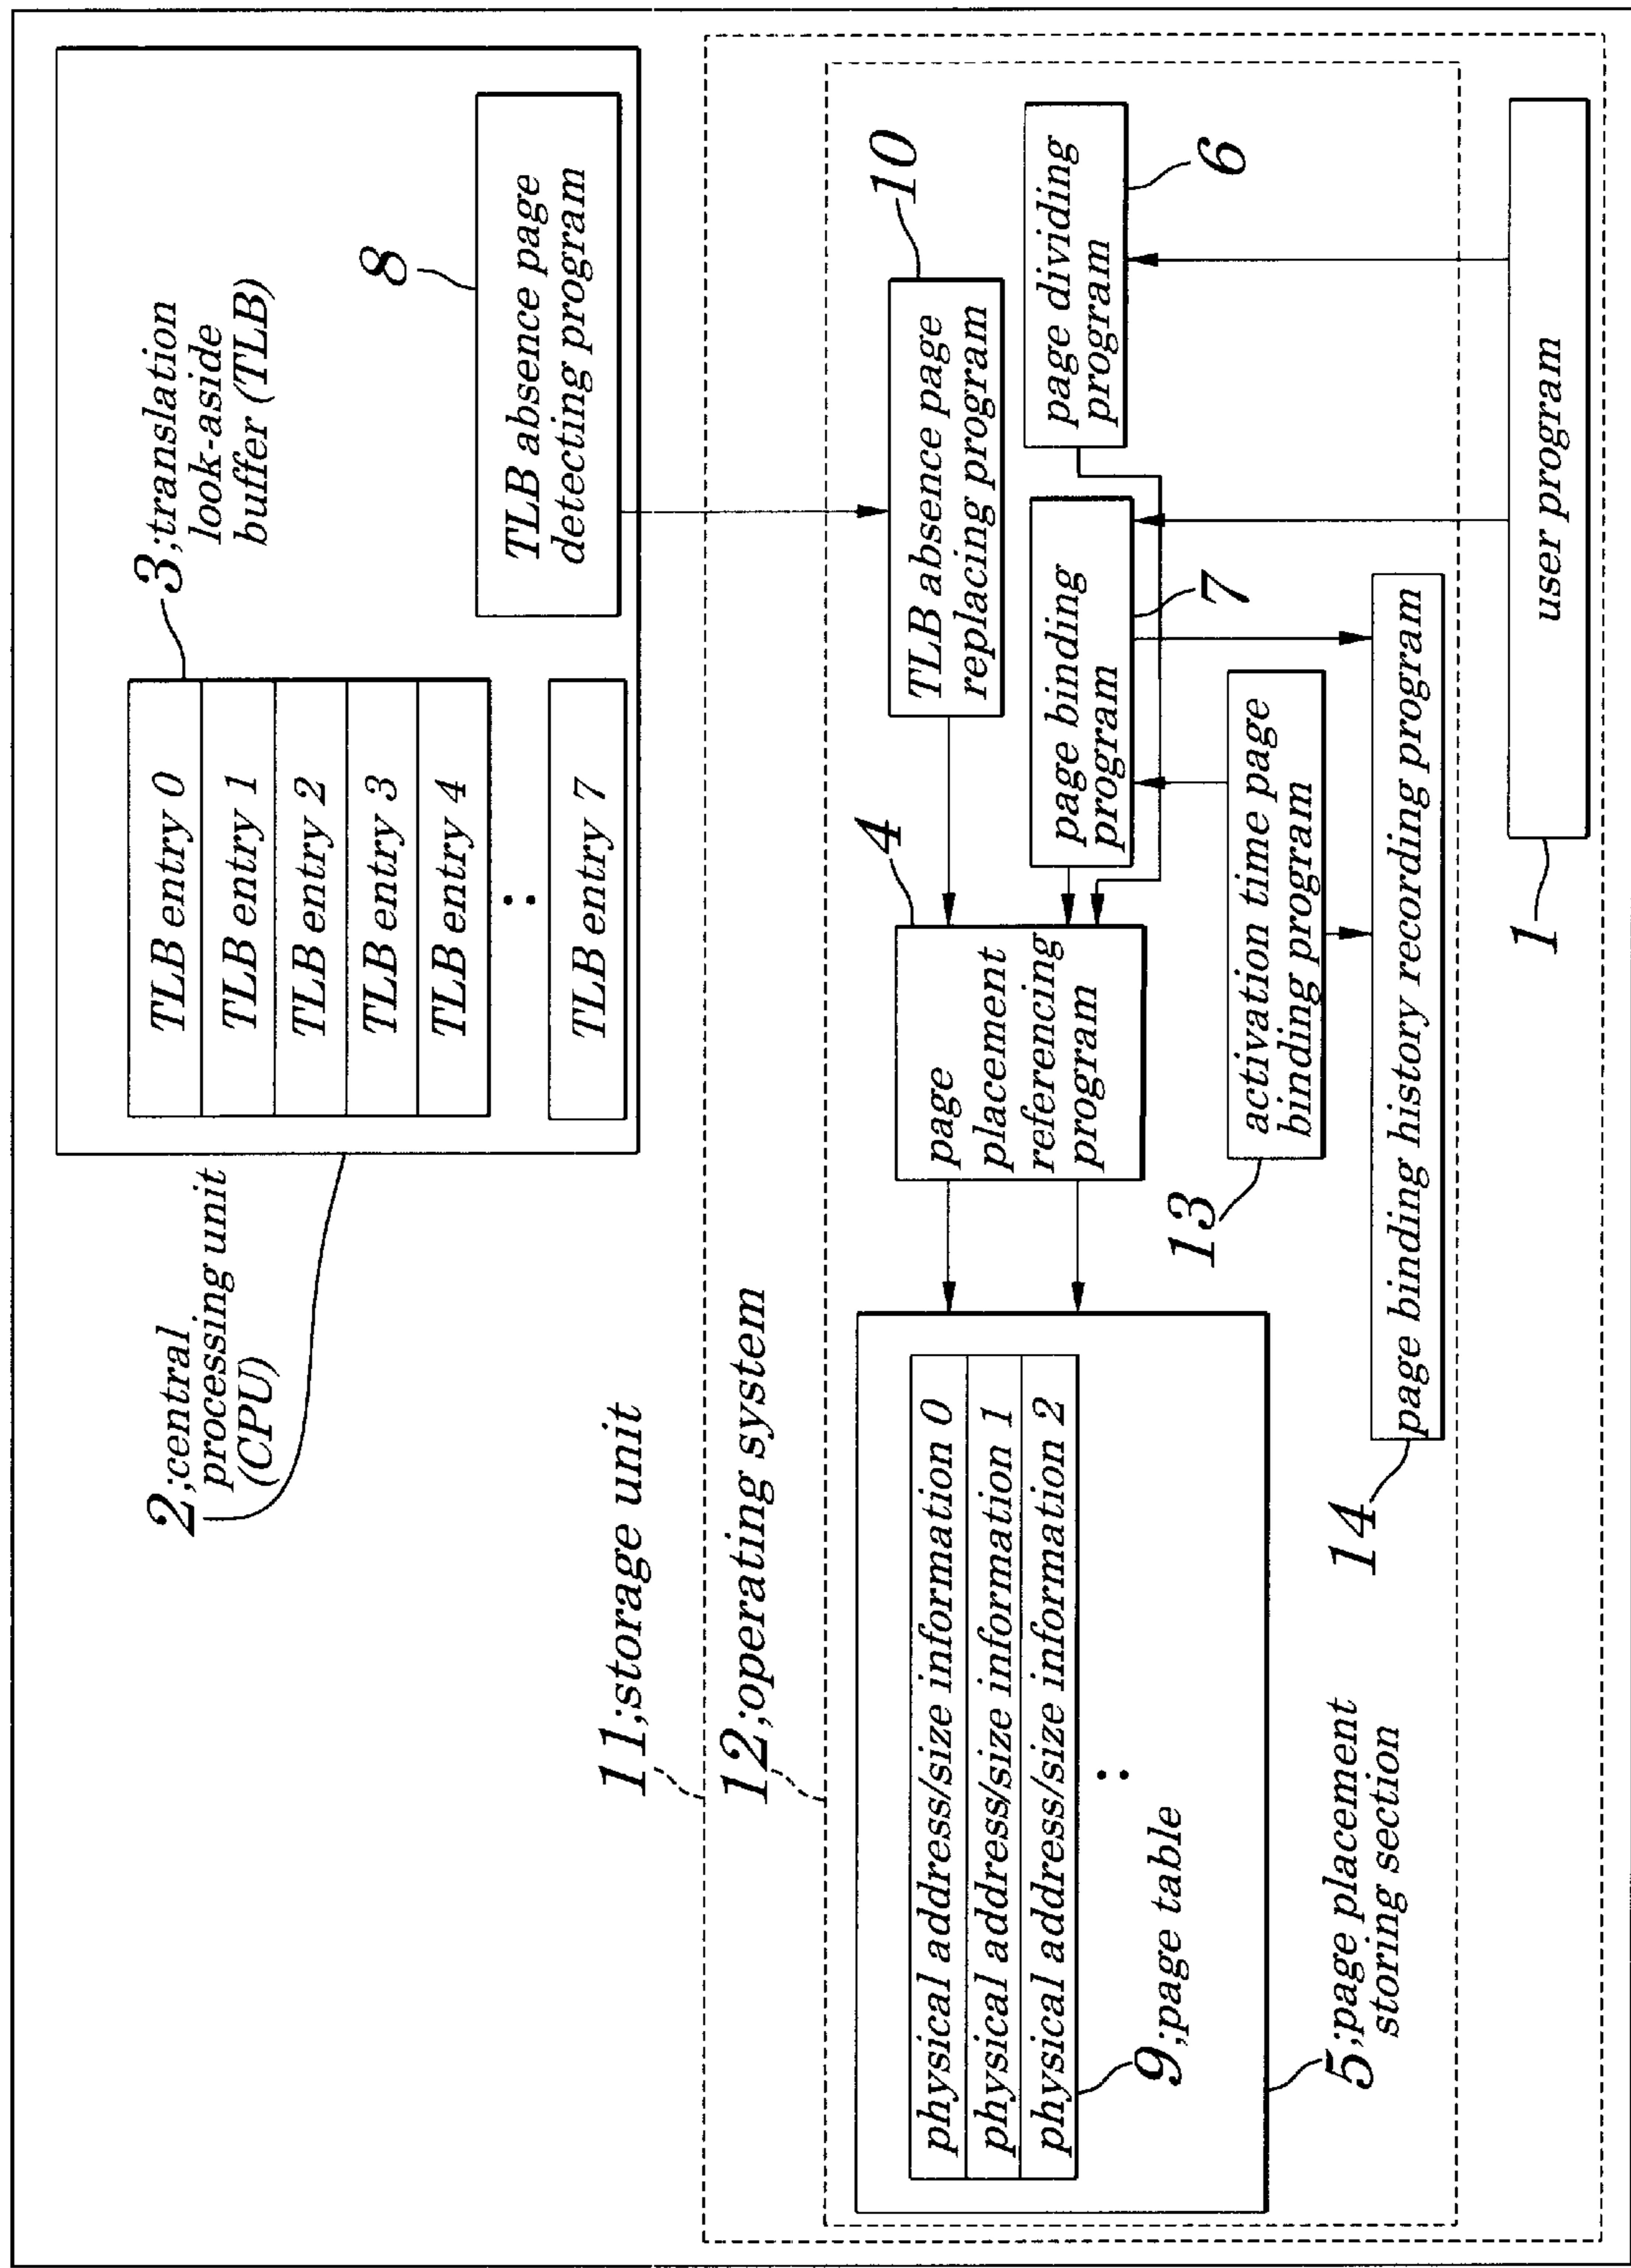 2;central
processing unit
(CPU)
TLB entry 0
TLB entry 1
TLB entry 2
TLB entry 3
TLB entry 4
:
TLB entry 7
3;translation
look-aside
buffer (TLB)
8
TLB absence page
detecting program
11;storage unit
12;operating system
physical address/size information 0
physical address/size information 1
physical address/size information 2
:
9;page table
5;page placement
storing section
4
page
placement
referencing
program
10
TLB absence page
replacing program
page binding
program
7
page dividing
program
6
13
activation time page
binding program
14
page binding history recording program
1
user program